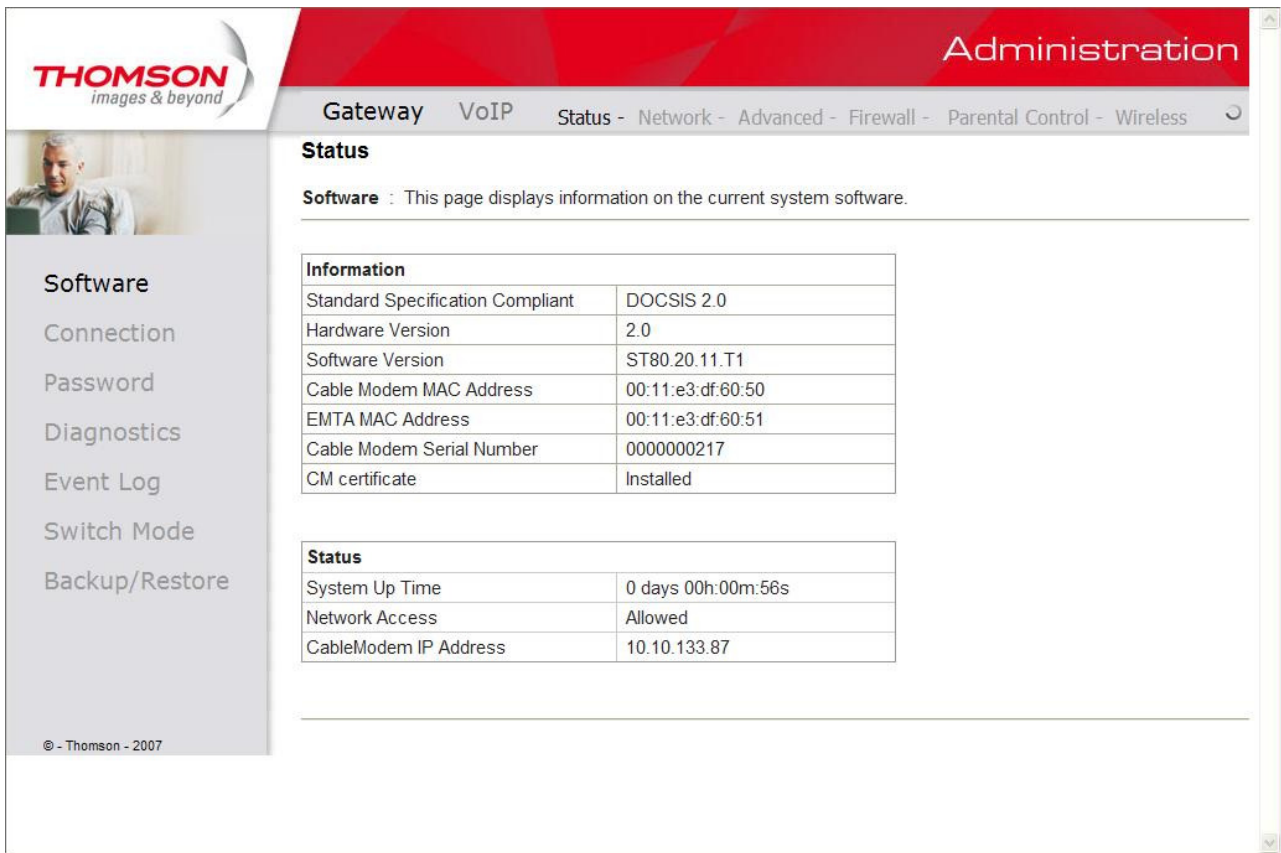 THOMSON
images & beyond
Administration
Gateway VoIP Status - Network - Advanced - Firewall - Parental Control - Wireless
Status
Software : This page displays information on the current system software.
Software
Connection
Password
Diagnostics
Event Log
Switch Mode
Backup/Restore
Information
Standard Specification Compliant DOCSIS 2.0
Hardware Version 2.0
Software Version ST80.20.11.T1
Cable Modem MAC Address 00:11:e3:df:60:50
EMTA MAC Address 00:11:e3:df:60:51
Cable Modem Serial Number 0000000217
CM certificate Installed
Status
System Up Time 0 days 00h:00m:56s
Network Access Allowed
CableModem IP Address 10.10.133.87
© - Thomson - 2007